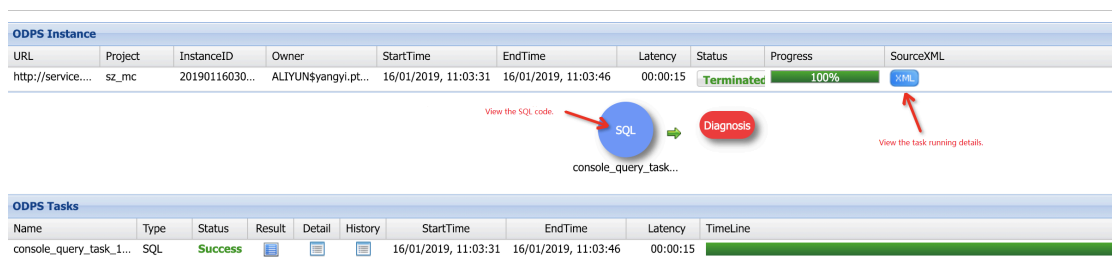 ODPS Instance
URL Project InstanceID Owner StartTime EndTime Latency Status Progress SourceXML
http://service.... sz_mc 20190116030... ALIYUN$yangyi.pt... 16/01/2019, 11:03:31 16/01/2019, 11:03:46 00:00:15 Terminated 100% XML
View the SQL code.
SQL
Diagnosis
View the task running details.
console_query_task...
ODPS Tasks
Name Type Status Result Detail History StartTime EndTime Latency TimeLine
console_query_task_1... SQL Success 16/01/2019, 11:03:31 16/01/2019, 11:03:46 00:00:15